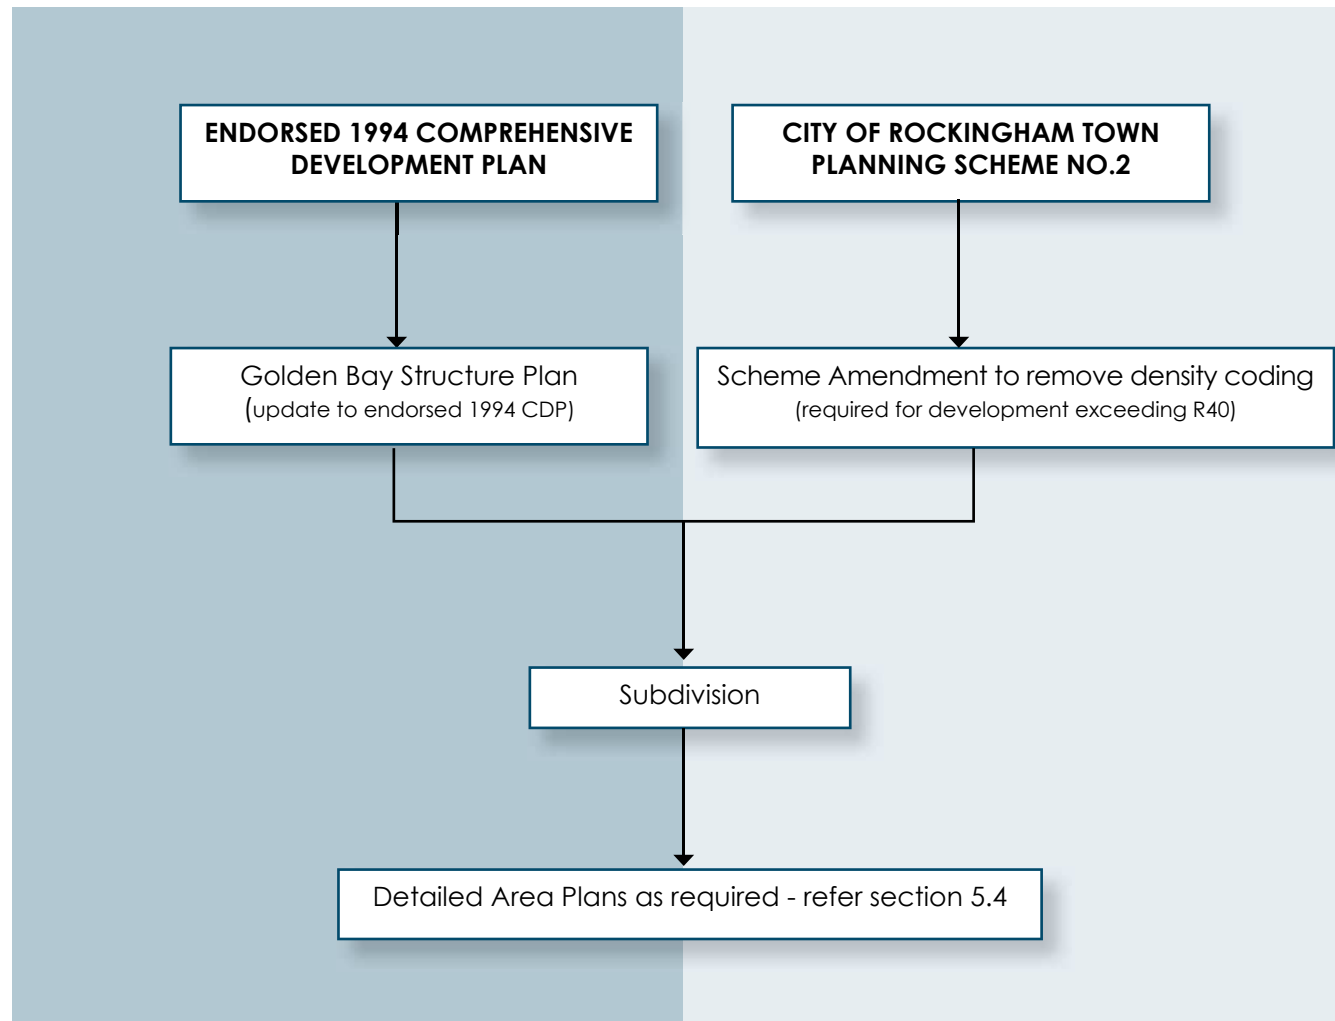 ENDORSED 1994 COMPREHENSIVE
DEVELOPMENT PLAN
CITY OF ROCKINGHAM TOWN
PLANNING SCHEME NO.2
Golden Bay Structure Plan
(update to endorsed 1994 CDP)
Scheme Amendment to remove density coding
(required for development exceeding R40)
Subdivision
Detailed Area Plans as required - refer section 5.4